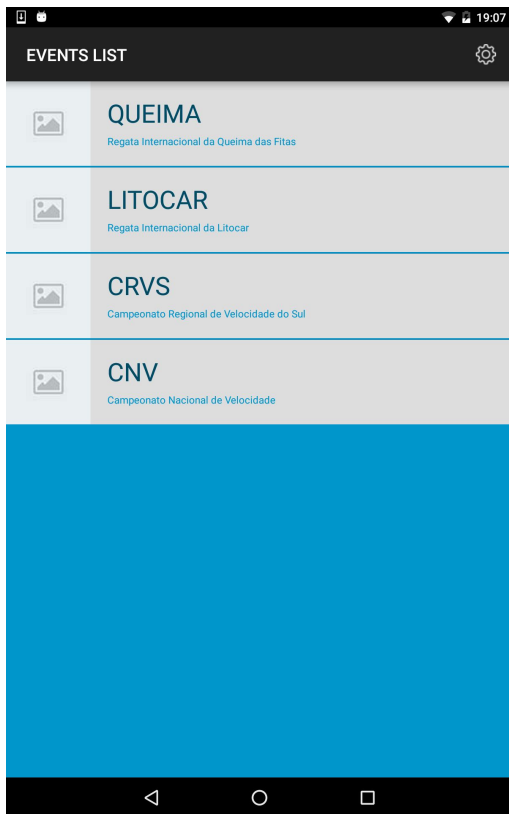 19:07
EVENTS LIST
QUEIMA
Regata Internacional da Queima das Fitas
LITOCAR
Regata Internacional da Litocar
CRVS
Campeonato Regional de Velocidade do Sul
CNV
Campeonato Nacional de Velocidade